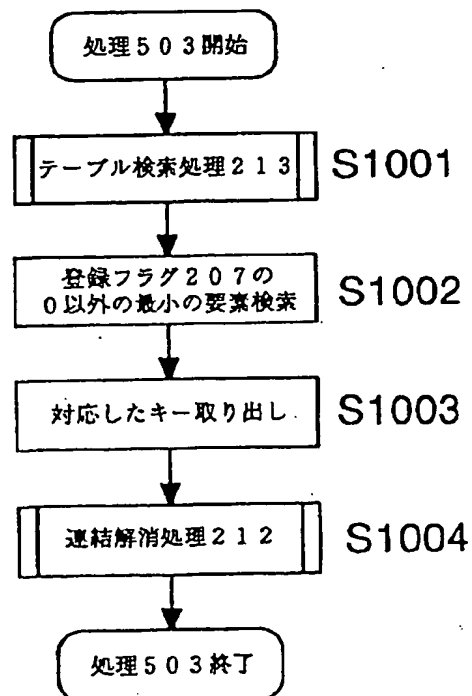 処理503開始
テーブル検索処理213
S1001
登録フラグ207の
0以外の最小の要素検索
S1002
対応したキー取り出し
S1003
連結解消処理212
S1004
処理503終了